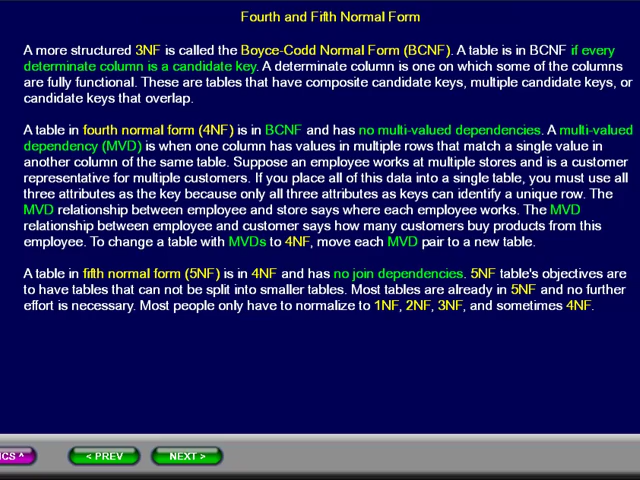 Fourth and Fifth Normal Form
A more structured 3NF is called the Boyce-Codd Normal Form (BCNF). A table is in BCNF if every
determinate column is a candidate key. A determinate column is one on which some of the columns
are fully functional. These are tables that have composite candidate keys, multiple candidate keys, or
candidate keys that overlap.
A table in fourth normal form (4NF) is in BCNF and has no multi-valued dependencies. A multi-valued
dependency (MVD) is when one column has values in multiple rows that match a single value in
another column of the same table. Suppose an employee works at multiple stores and is a customer
representative for multiple customers. If you place all of this data into a single table, you must use all
three attributes as the key because only all three attributes as keys can identify a unique row. The
MVD relationship between employee and store says where each employee works. The MVD
relationship between employee and customer says how many customers buy products from this
employee. To change a table with MVDs to 4NF, move each MVD pair to a new table.
A table in fifth normal form (5NF) is in 4NF and has no join dependencies. 5NF table's objectives are
to have tables that can not be split into smaller tables. Most tables are already in 5NF and no further
effort is necessary. Most people only have to normalize to 1NF, 2NF, 3NF, and sometimes 4NF.
ICS ^ < PREV NEXT >